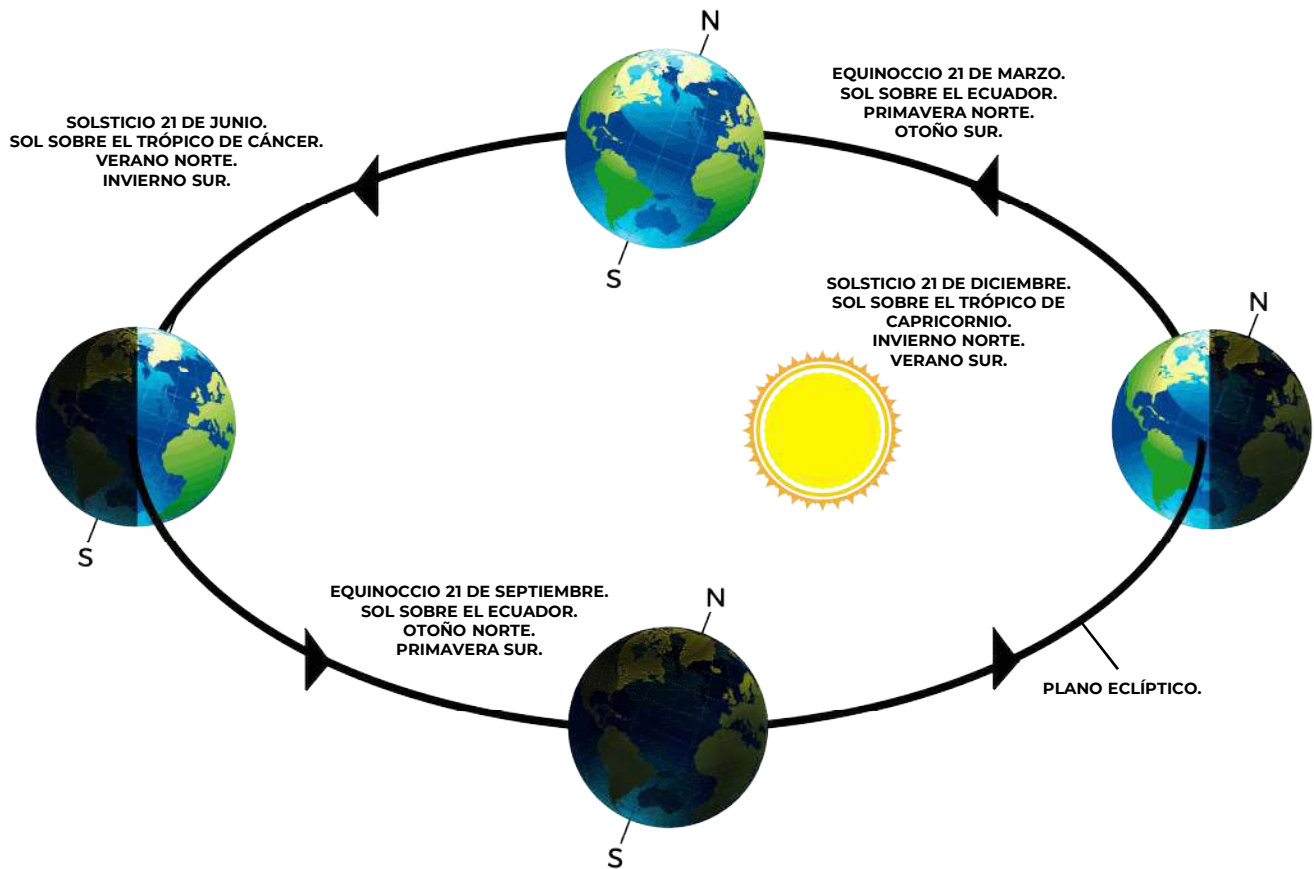 N
EQUINOCCIO 21 DE MARZO.
SOL SOBRE EL ECUADOR.
PRIMAVERA NORTE.
OTOÑO SUR.
SOLSTICIO 21 DE JUNIO.
SOL SOBRE EL TRÓPICO DE CÁNCER.
VERANO NORTE.
INVIERNO SUR.
S
SOLSTICIO 21 DE DICIEMBRE.
SOL SOBRE EL TRÓPICO DE
CAPRICORNIO.
INVIERNO NORTE.
VERANO SUR.
N
S
EQUINOCCIO 21 DE SEPTIEMBRE.
SOL SOBRE EL ECUADOR.
OTOÑO NORTE.
PRIMAVERA SUR.
N
PLANO ECLÍPTICO.
S